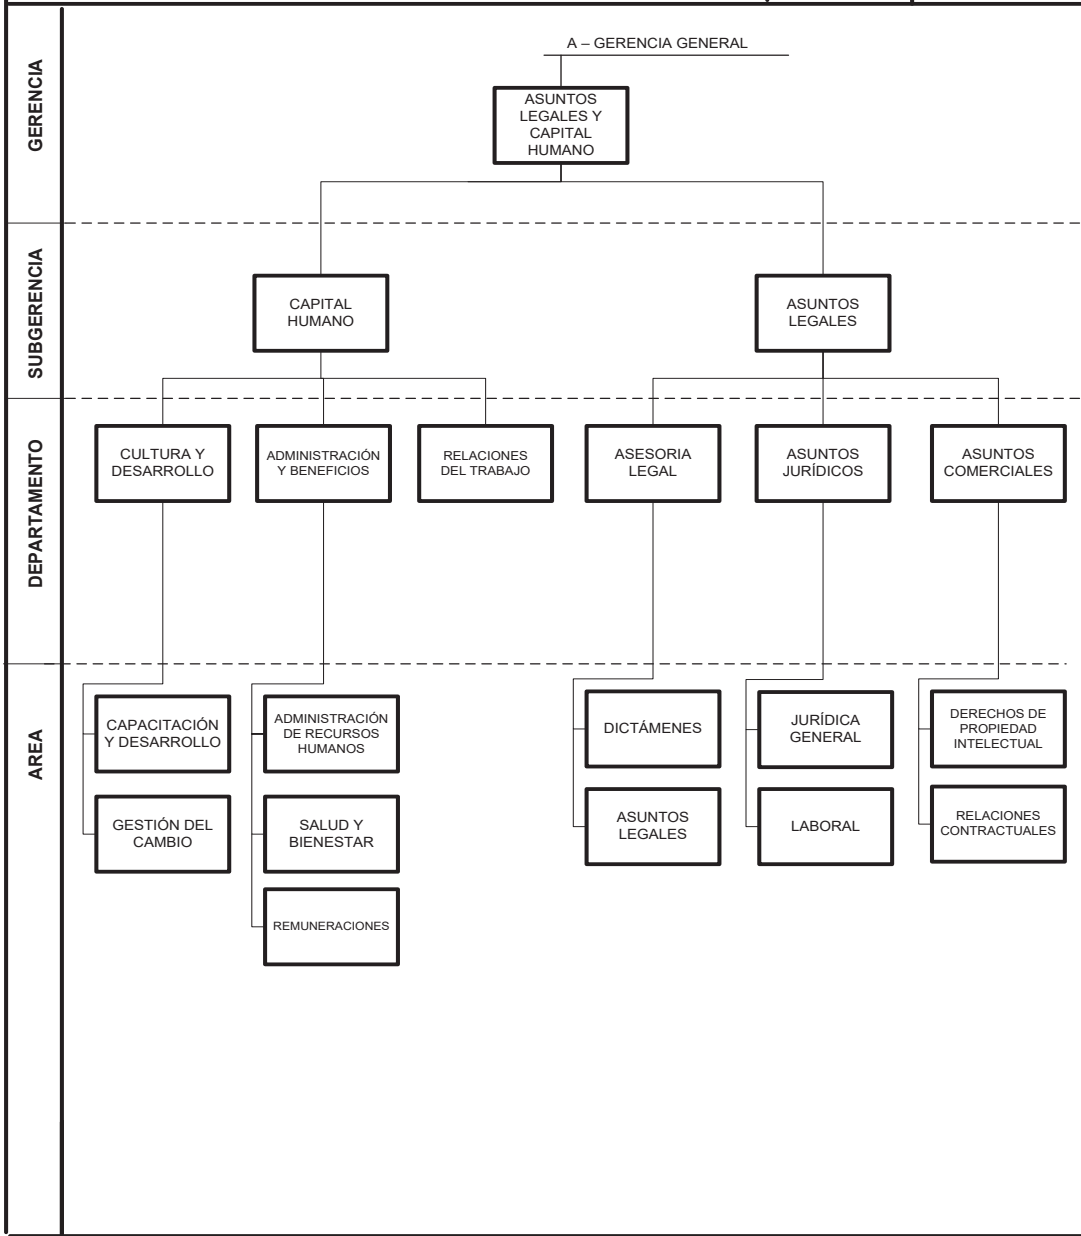 A – GERENCIA GENERAL
GERENCIA
ASUNTOS
LEGALES Y
CAPITAL
HUMANO
SUBGERENCIA
CAPITAL
HUMANO
ASUNTOS
LEGALES
DEPARTAMENTO
CULTURA Y
DESARROLLO
ADMINISTRACIÓN
Y BENEFICIOS
RELACIONES
DEL TRABAJO
ASESORIA
LEGAL
ASUNTOS
JURÍDICOS
ASUNTOS
COMERCIALES
AREA
CAPACITACIÓN
Y DESARROLLO
ADMINISTRACIÓN
DE RECURSOS
HUMANOS
DICTÁMENES
JURÍDICA
GENERAL
DERECHOS DE
PROPIEDAD
INTELECTUAL
GESTIÓN DEL
CAMBIO
SALUD Y
BIENESTAR
ASUNTOS
LEGALES
LABORAL
RELACIONES
CONTRACTUALES
REMUNERACIONES